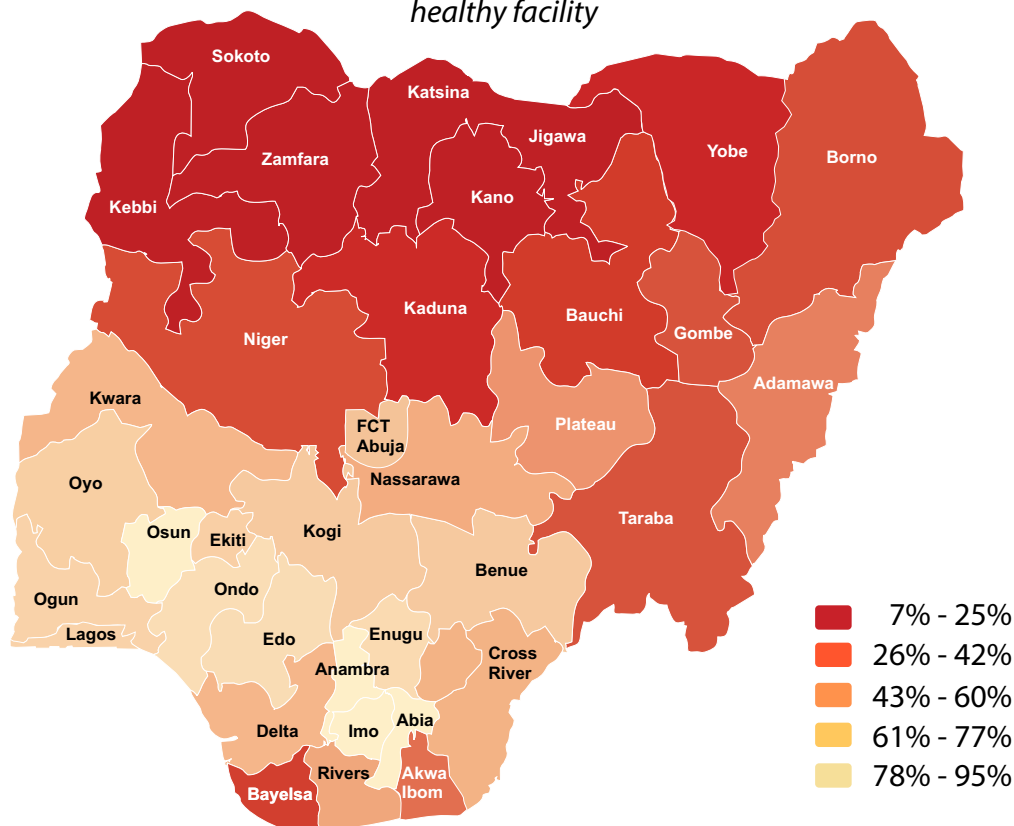 healthy facility
Sokoto
Katsina
Jigawa
Yobe
Borno
Zamfara
Kano
Kebbi
Kaduna
Bauchi
Niger
Gombe
Adamawa
Kwara
FCT
Abuja
Plateau
Nassarawa
Oyo
Taraba
Osun
Ekiti
Kogi
Benue
Ogun
Ondo
Lagos
Edo
Enugu
Anambra
Cross
River
Delta
Imo
Abia
Rivers
Akwa
Ibom
Bayelsa
7% - 25%
26% - 42%
43% - 60%
61% - 77%
78% - 95%